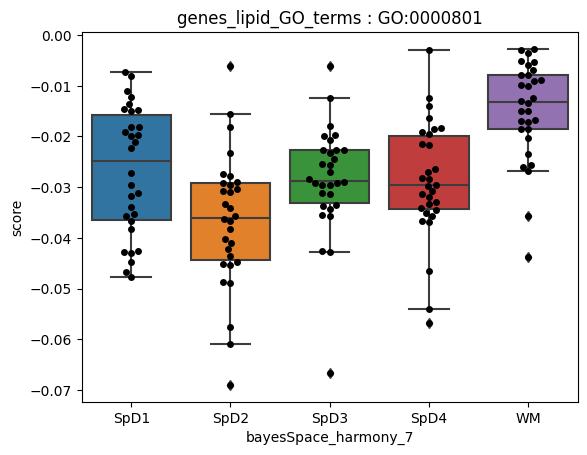 genes_lipid_GO_terms : GO:0000801
0.00
−0.01
−0.02
−0.03
−0.04
−0.05
−0.06
−0.07
score
SpD1 SpD2 SpD3 SpD4 WM
bayesSpace_harmony_7